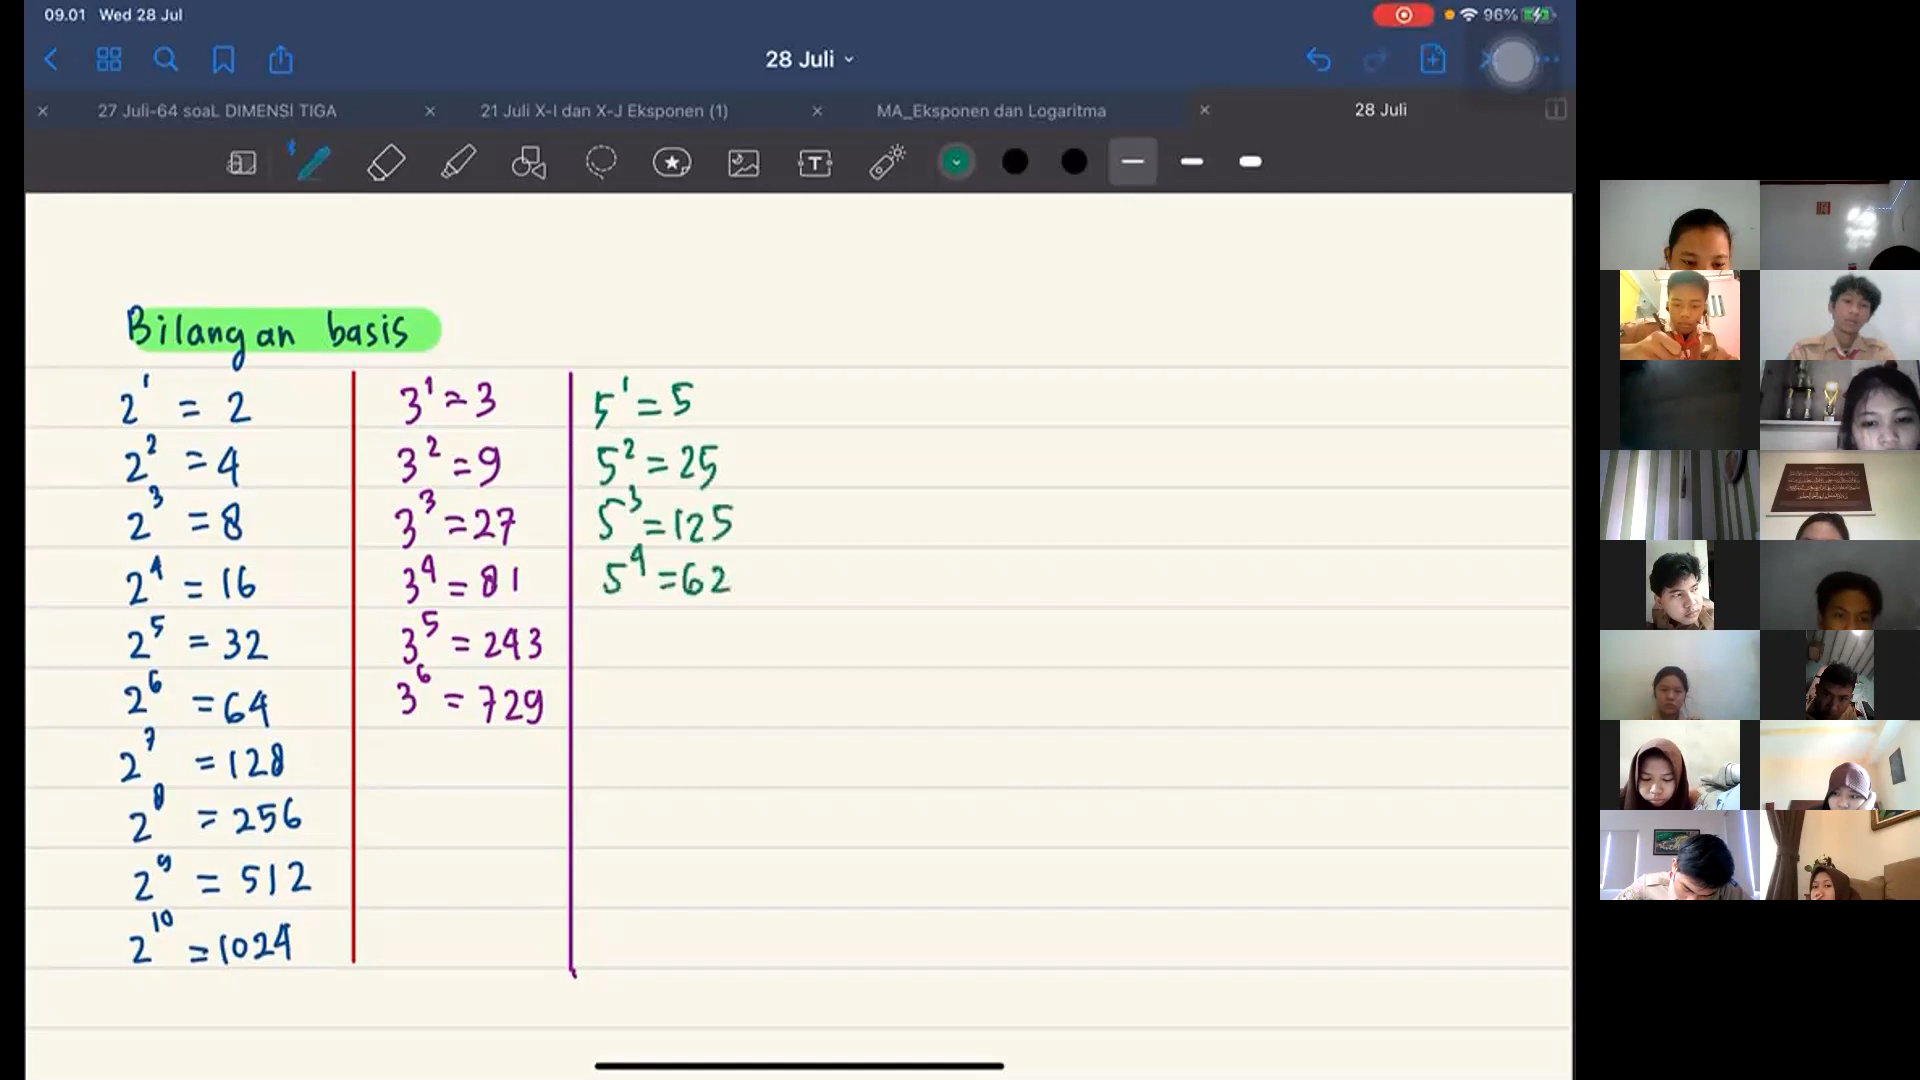 09.01 Wed 28 Jul
96%
28 Juli
27 Juli-64 soaL DIMENSI TIGA
21 Juli X-I dan X-J Eksponen (1)
MA_Eksponen dan Logaritma
28 Juli
T
Bilangan basis
2¹ = 2
2² = 4
2³ = 8
2⁴ = 16
2⁵ = 32
2⁶ = 64
2⁷ = 128
2⁸ = 256
2⁹ = 512
2¹⁰ = 1024
3¹ = 3
3² = 9
3³ = 27
3⁴ = 81
3⁵ = 243
3⁶ = 729
5¹ = 5
5² = 25
5³ = 125
5⁴ = 62